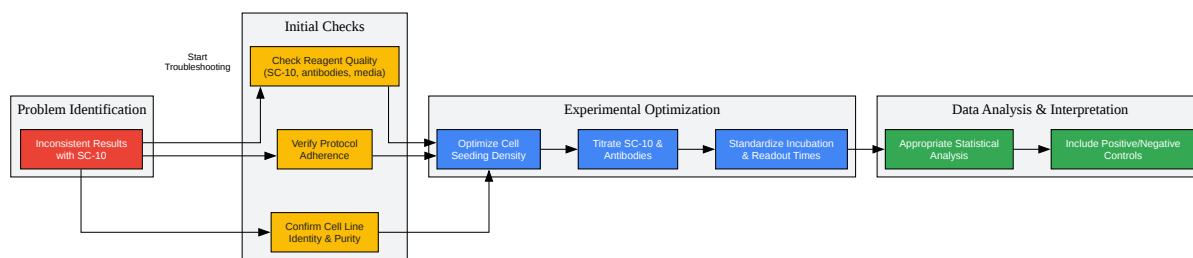 Problem Identification
Inconsistent Results
with SC-10
Start
Troubleshooting
Initial Checks
Check Reagent Quality
(SC-10, antibodies, media)
Verify Protocol
Adherence
Confirm Cell Line
Identity & Purity
Experimental Optimization
Optimize Cell
Seeding Density
Titrate SC-10 &
Antibodies
Standardize Incubation
& Readout Times
Data Analysis & Interpretation
Appropriate Statistical
Analysis
Include Positive/Negative
Controls